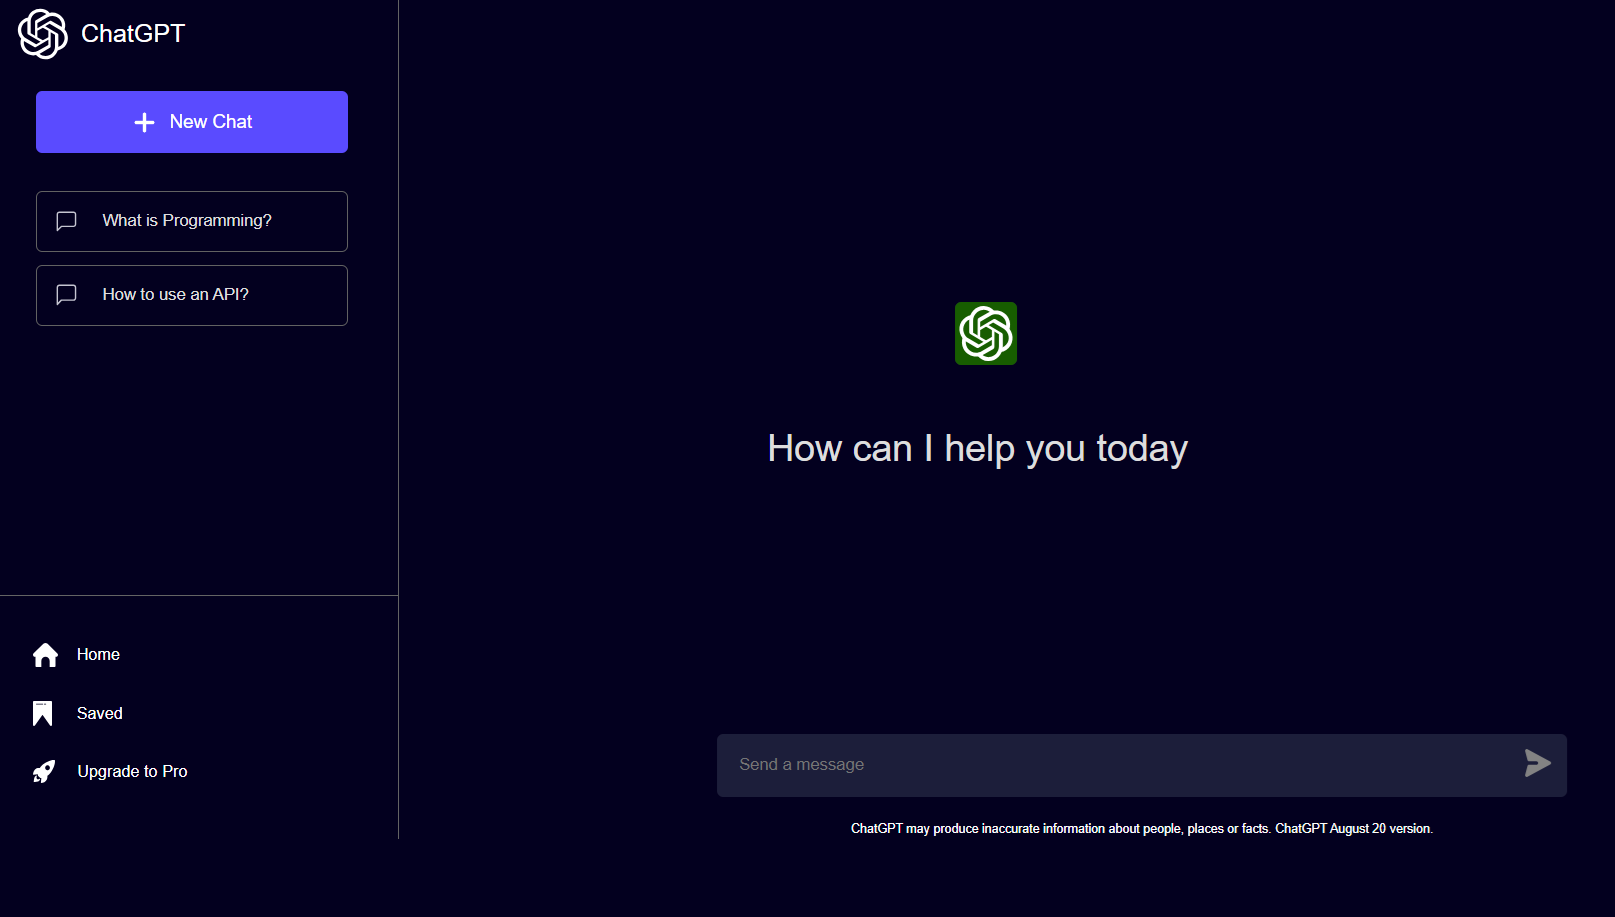 ChatGPT
New Chat
What is Programming?
How to use an API?
Home
Saved
Upgrade to Pro
How can I help you today
Send a message
ChatGPT may produce inaccurate information about people, places or facts. ChatGPT August 20 version.